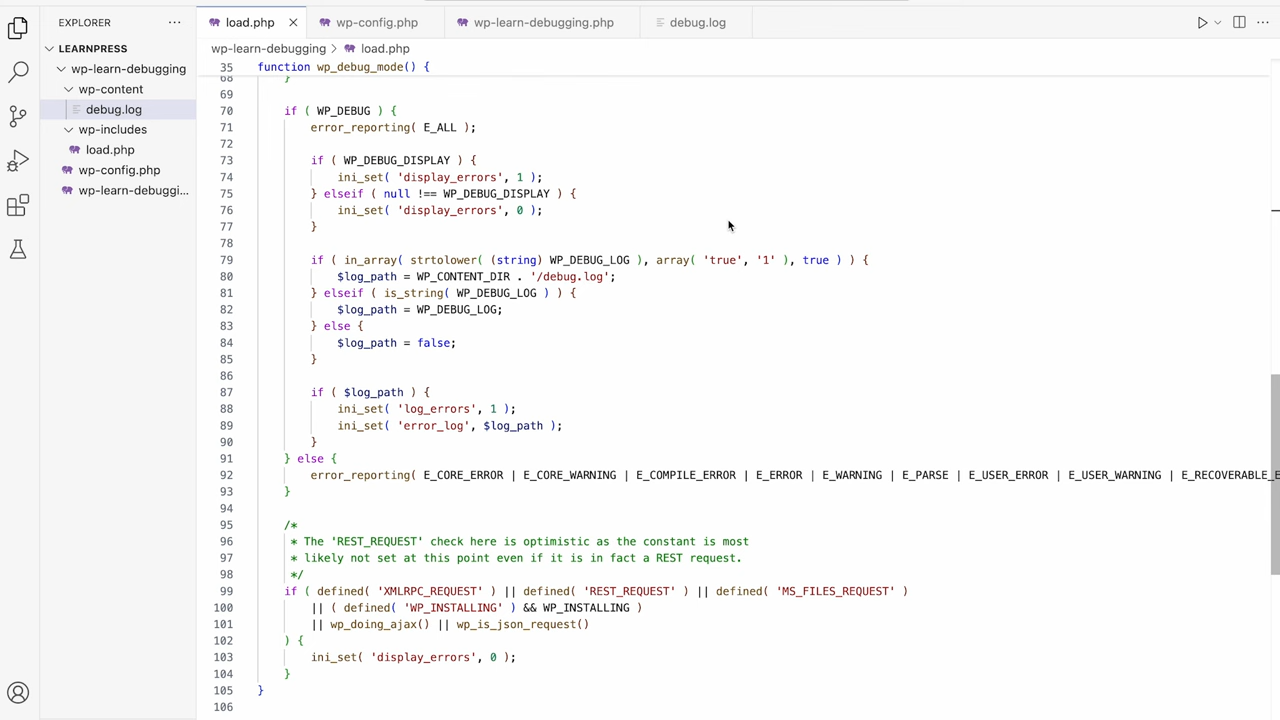 EXPLORER
LEARNPRESS
wp-learn-debugging
wp-content
debug.log
wp-includes
load.php
wp-config.php
wp-learn-debuggi...
load.php
wp-config.php
wp-learn-debugging.php
debug.log
wp-learn-debugging > load.php
35 function wp_debug_mode() {
68 }
69
70 if ( WP_DEBUG ) {
71 error_reporting( E_ALL );
72
73 if ( WP_DEBUG_DISPLAY ) {
74 ini_set( 'display_errors', 1 );
75 } elseif ( null !== WP_DEBUG_DISPLAY ) {
76 ini_set( 'display_errors', 0 );
77 }
78
79 if ( in_array( strtolower( (string) WP_DEBUG_LOG ), array( 'true', '1' ), true ) ) {
80 $log_path = WP_CONTENT_DIR . '/debug.log';
81 } elseif ( is_string( WP_DEBUG_LOG ) ) {
82 $log_path = WP_DEBUG_LOG;
83 } else {
84 $log_path = false;
85 }
86
87 if ( $log_path ) {
88 ini_set( 'log_errors', 1 );
89 ini_set( 'error_log', $log_path );
90 }
91 } else {
92 error_reporting( E_CORE_ERROR | E_CORE_WARNING | E_COMPILE_ERROR | E_ERROR | E_WARNING | E_PARSE | E_USER_ERROR | E_USER_WARNING | E_RECOVERABLE_E
93 }
94
95 /*
96 * The 'REST_REQUEST' check here is optimistic as the constant is most
97 * likely not set at this point even if it is in fact a REST request.
98 */
99 if ( defined( 'XMLRPC_REQUEST' ) || defined( 'REST_REQUEST' ) || defined( 'MS_FILES_REQUEST' )
100 || ( defined( 'WP_INSTALLING' ) && WP_INSTALLING )
101 || wp_doing_ajax() || wp_is_json_request()
102 ) {
103 ini_set( 'display_errors', 0 );
104 }
105 }
106